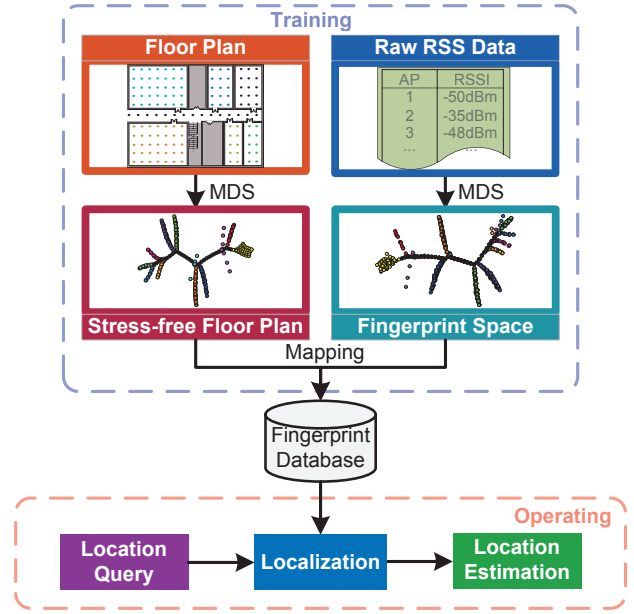 Training
Floor Plan
Raw RSS Data
AP RSSI
1 -50dBm
2 -35dBm
3 -48dBm
... ...
MDS
MDS
Stress-free Floor Plan
Fingerprint Space
Mapping
Fingerprint
Database
Operating
Location
Query
Localization
Location
Estimation